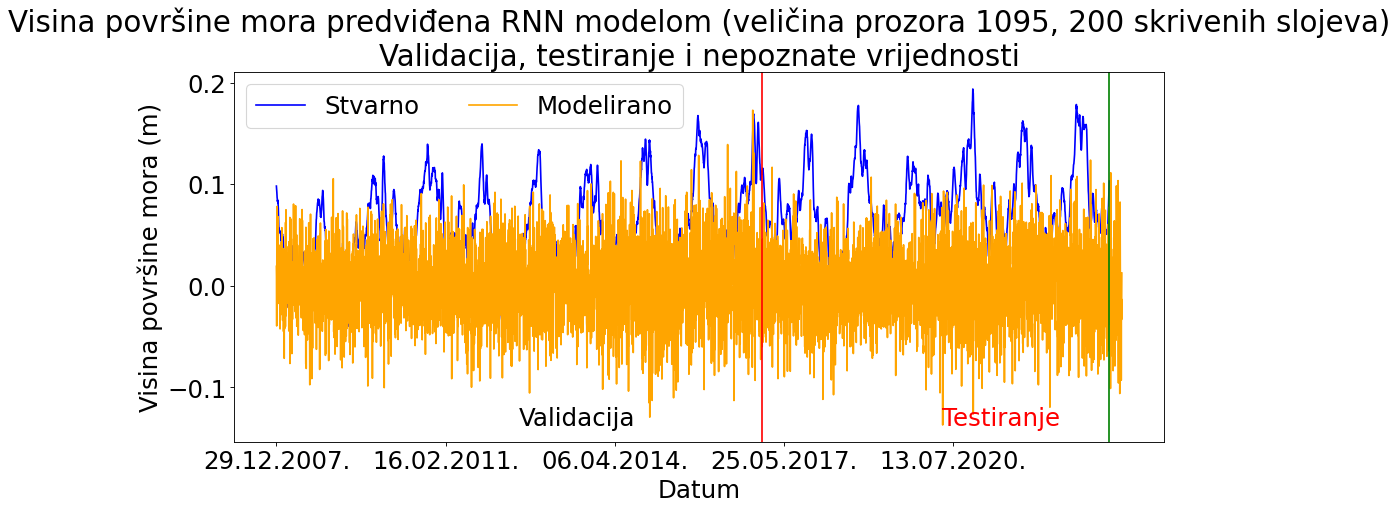 Visina površine mora predviđena RNN modelom (veličina prozora 1095, 200 skrivenih slojeva)
Validacija, testiranje i nepoznate vrijednosti
Stvarno
Modelirano
Visina površine mora (m)
0.2
0.1
0.0
−0.1
Validacija
Testiranje
29.12.2007.
16.02.2011.
06.04.2014.
25.05.2017.
13.07.2020.
Datum